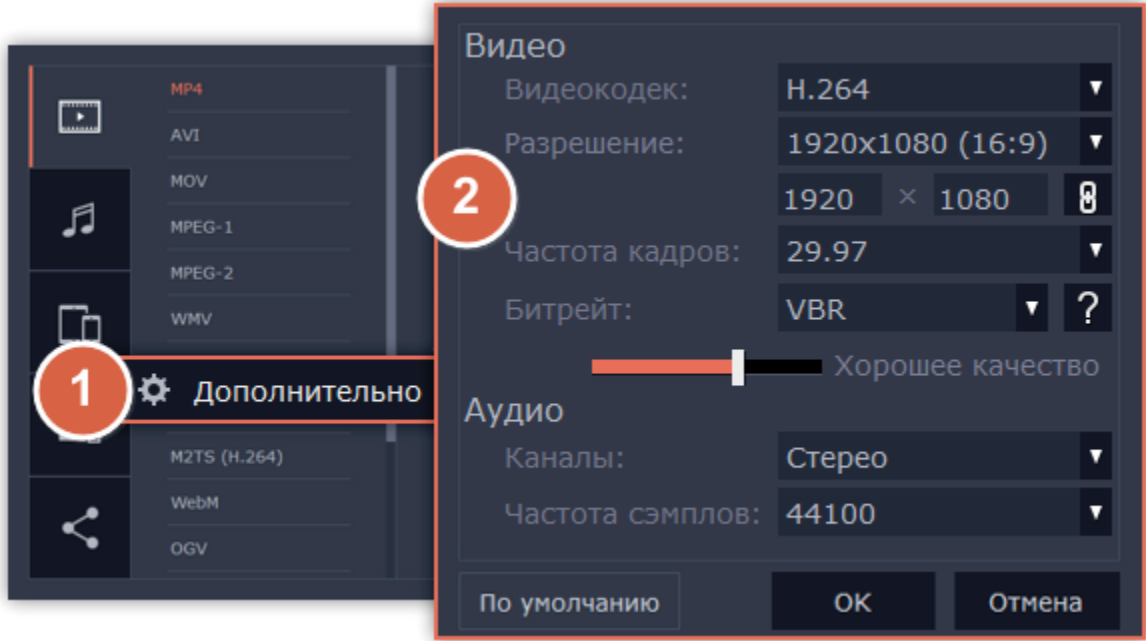 MP4
AVI
MOV
MPEG-1
MPEG-2
WMV
1
Дополнительно
M2TS (H.264)
WebM
OGV
2
Видео
Видеокодек: H.264
Разрешение: 1920x1080 (16:9)
1920 × 1080
Частота кадров: 29.97
Битрейт: VBR ?
Хорошее качество
Аудио
Каналы: Стерео
Частота сэмплов: 44100
По умолчанию OK Отмена